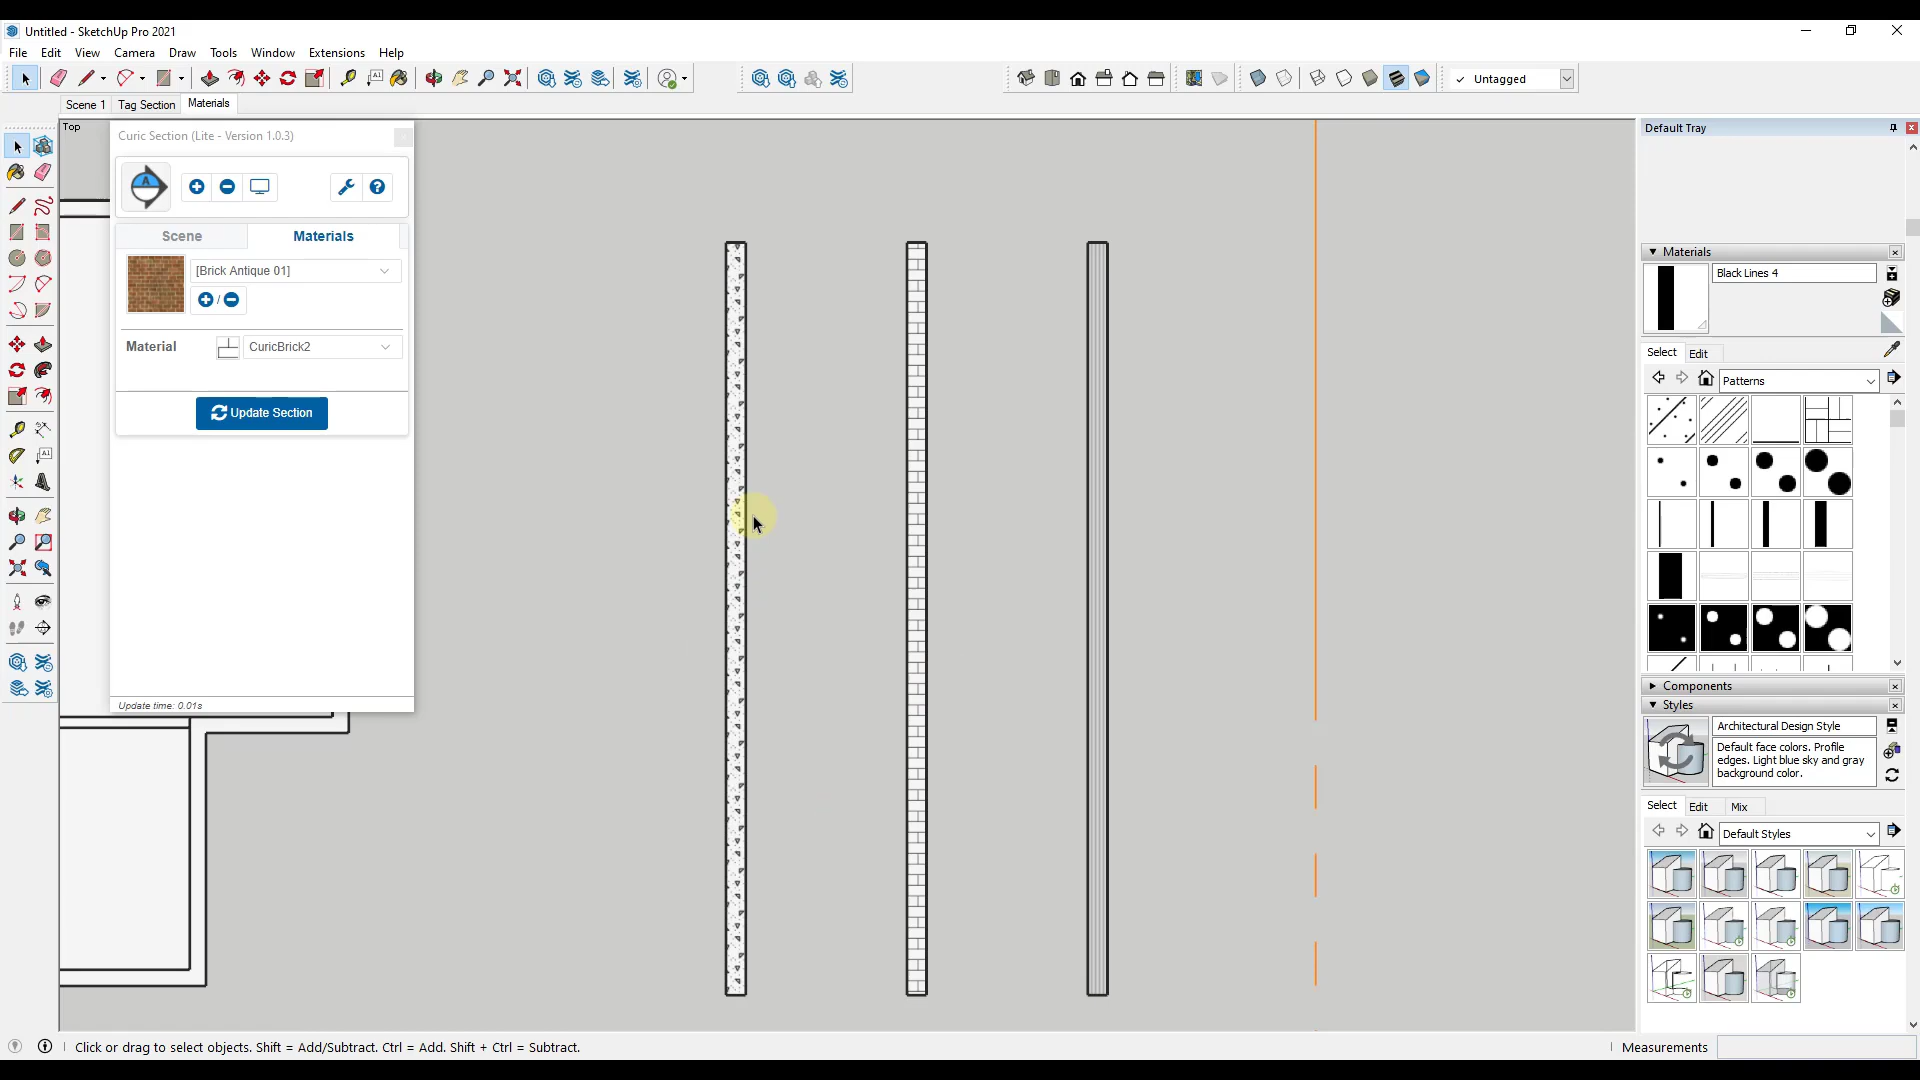 Untitled - SketchUp Pro 2021
File Edit View Camera Draw Tools Window Extensions Help
Untagged
Scene 1 Tag Section Materials
Top
Curic Section (Lite - Version 1.0.3)
Scene Materials
[Brick Antique 01]
/
Material CuricBrick2
Update Section
Update time: 0.01s
Default Tray
Materials
Black Lines 4
Select Edit
Patterns
Components
Styles
Architectural Design Style
Default face colors. Profile
edges. Light blue sky and gray
background color.
Select Edit Mix
Default Styles
Click or drag to select objects. Shift = Add/Subtract. Ctrl = Add. Shift + Ctrl = Subtract.
Measurements